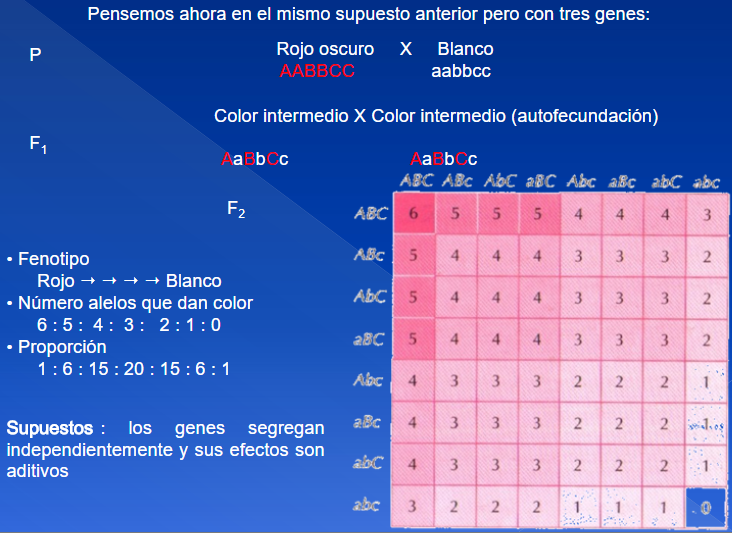 Pensemos ahora en el mismo supuesto anterior pero con tres genes:
P
Rojo oscuro X Blanco
AABBCC aabbcc
Color intermedio X Color intermedio (autofecundación)
F1
AaBbCc AaBbCc
F2
ABC ABc AbC aBC Abc aBc abC abc
ABC 6 5 5 5 4 4 4 3
ABc 5 4 4 4 3 3 3 2
AbC 5 4 4 4 3 3 3 2
aBC 5 4 4 4 3 3 3 2
Abc 4 3 3 3 2 2 2 1
aBc 4 3 3 3 2 2 2 1
abC 4 3 3 3 2 2 2 1
abc 3 2 2 2 1 1 1 0
• Fenotipo
Rojo → → → → Blanco
• Número alelos que dan color
6 : 5 : 4 : 3 : 2 : 1 : 0
• Proporción
1 : 6 : 15 : 20 : 15 : 6 : 1
Supuestos : los genes segregan
independientemente y sus efectos son
aditivos